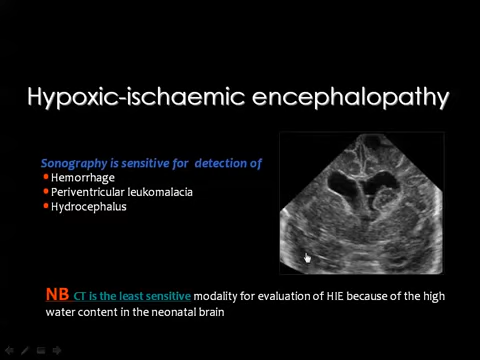 Hypoxic-ischaemic encephalopathy
Sonography is sensitive for detection of
Hemorrhage
Periventricular leukomalacia
Hydrocephalus
NB CT is the least sensitive modality for evaluation of HIE because of the high
water content in the neonatal brain